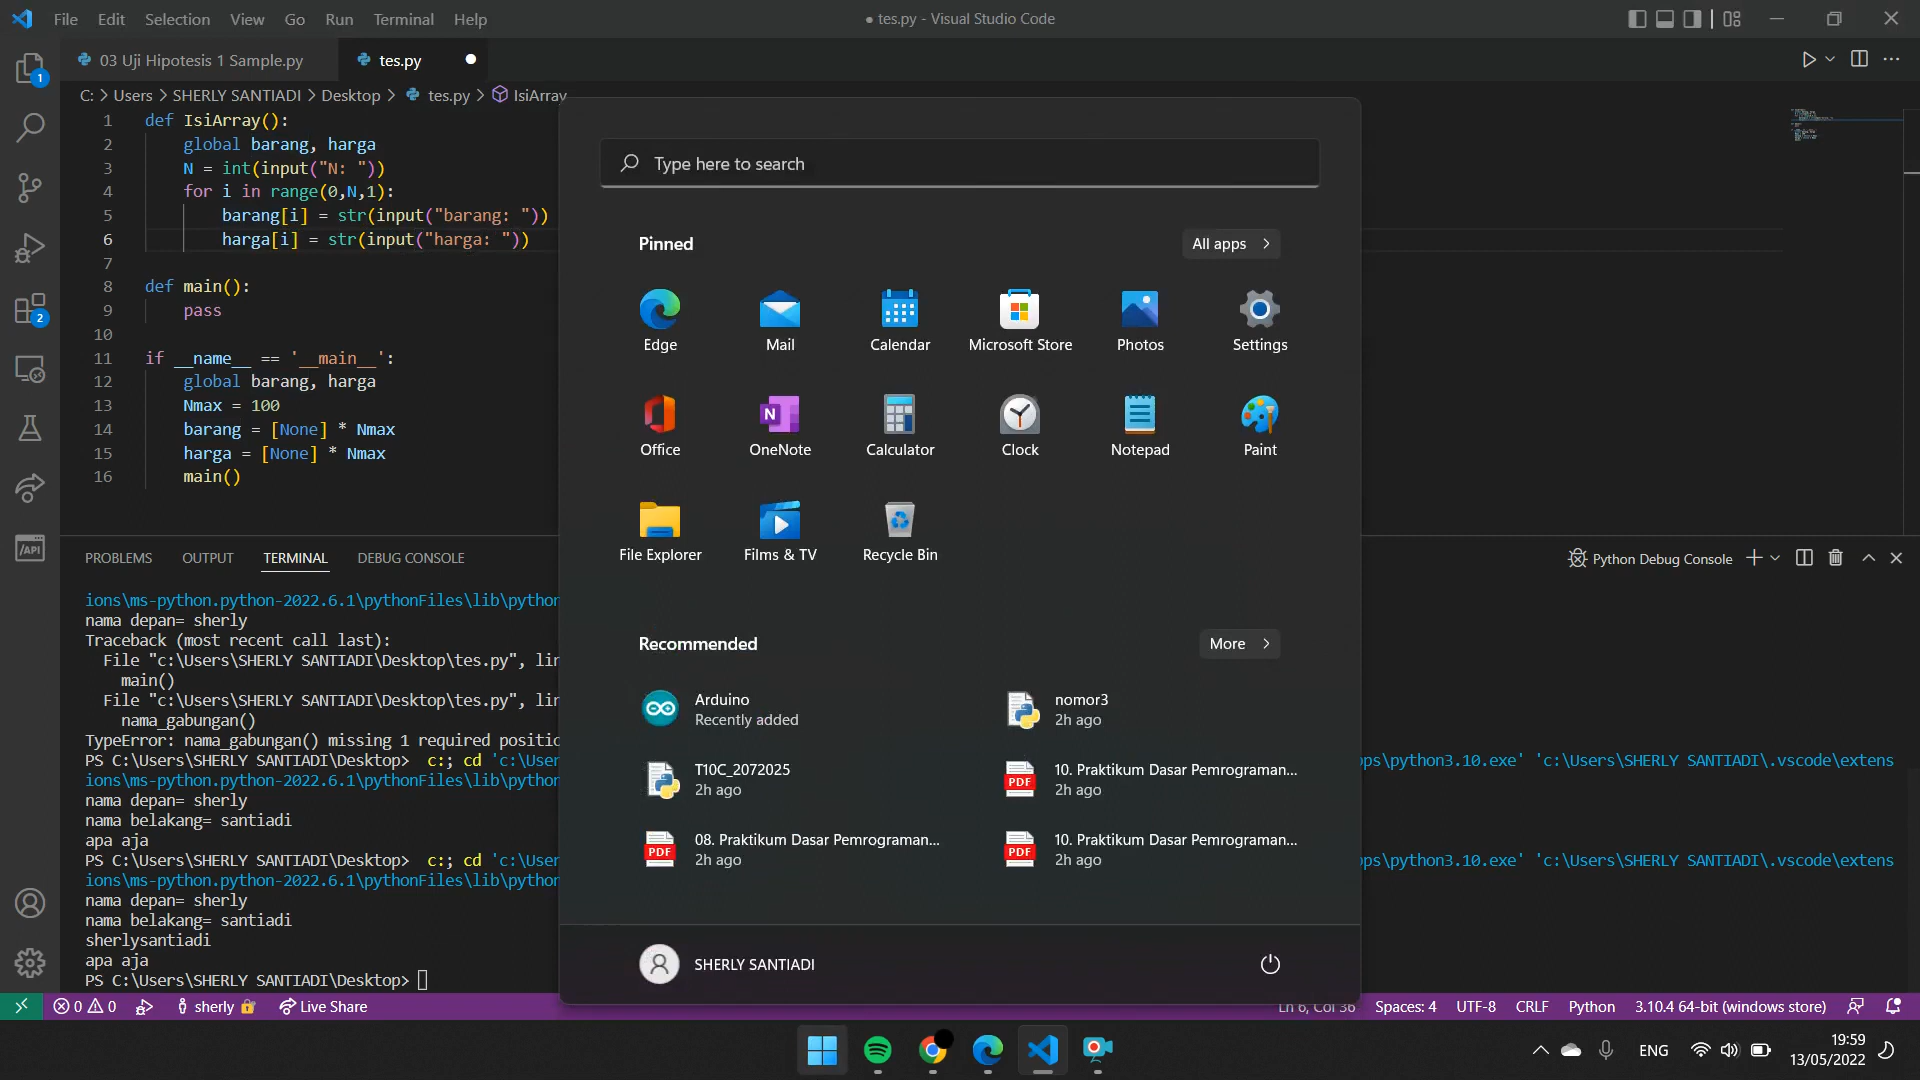 File Edit Selection View Go Run Terminal Help
● tes.py - Visual Studio Code
03 Uji Hipotesis 1 Sample.py
tes.py
C: > Users > SHERLY SANTIADI > Desktop > tes.py > IsiArray
1 def IsiArray():
2 global barang, harga
3 N = int(input("N: "))
4 for i in range(0,N,1):
5 barang[i] = str(input("barang: "))
6 harga[i] = str(input("harga: "))
7
8 def main():
9 pass
10
11 if __name__ == '__main__':
12 global barang, harga
13 Nmax = 100
14 barang = [None] * Nmax
15 harga = [None] * Nmax
16 main()
1
2
API
Type here to search
Pinned
All apps >
Edge
Mail
Calendar
Microsoft Store
Photos
Settings
Office
OneNote
Calculator
Clock
Notepad
Paint
File Explorer
Films & TV
Recycle Bin
Recommended
More >
Arduino
Recently added
nomor3
2h ago
T10C_2072025
2h ago
10. Praktikum Dasar Pemrograman...
2h ago
08. Praktikum Dasar Pemrograman...
2h ago
10. Praktikum Dasar Pemrograman...
2h ago
SHERLY SANTIADI
PROBLEMS OUTPUT TERMINAL DEBUG CONSOLE
Python Debug Console
ions\ms-python.python-2022.6.1\pythonFiles\lib\python
nama depan= sherly
Traceback (most recent call last):
File "c:\Users\SHERLY SANTIADI\Desktop\tes.py", lin
main()
File "c:\Users\SHERLY SANTIADI\Desktop\tes.py", lin
nama_gabungan()
TypeError: nama_gabungan() missing 1 required positio
PS C:\Users\SHERLY SANTIADI\Desktop> c:; cd 'c:\User ps\python3.10.exe' 'c:\Users\SHERLY SANTIADI\.vscode\extens
ions\ms-python.python-2022.6.1\pythonFiles\lib\python
nama depan= sherly
nama belakang= santiadi
apa aja
PS C:\Users\SHERLY SANTIADI\Desktop> c:; cd 'c:\User ps\python3.10.exe' 'c:\Users\SHERLY SANTIADI\.vscode\extens
ions\ms-python.python-2022.6.1\pythonFiles\lib\python
nama depan= sherly
nama belakang= santiadi
sherlysantiadi
apa aja
PS C:\Users\SHERLY SANTIADI\Desktop>
0 0 sherly Live Share
Ln 6, Col 36 Spaces: 4 UTF-8 CRLF Python 3.10.4 64-bit (windows store)
ENG
19:59
13/05/2022